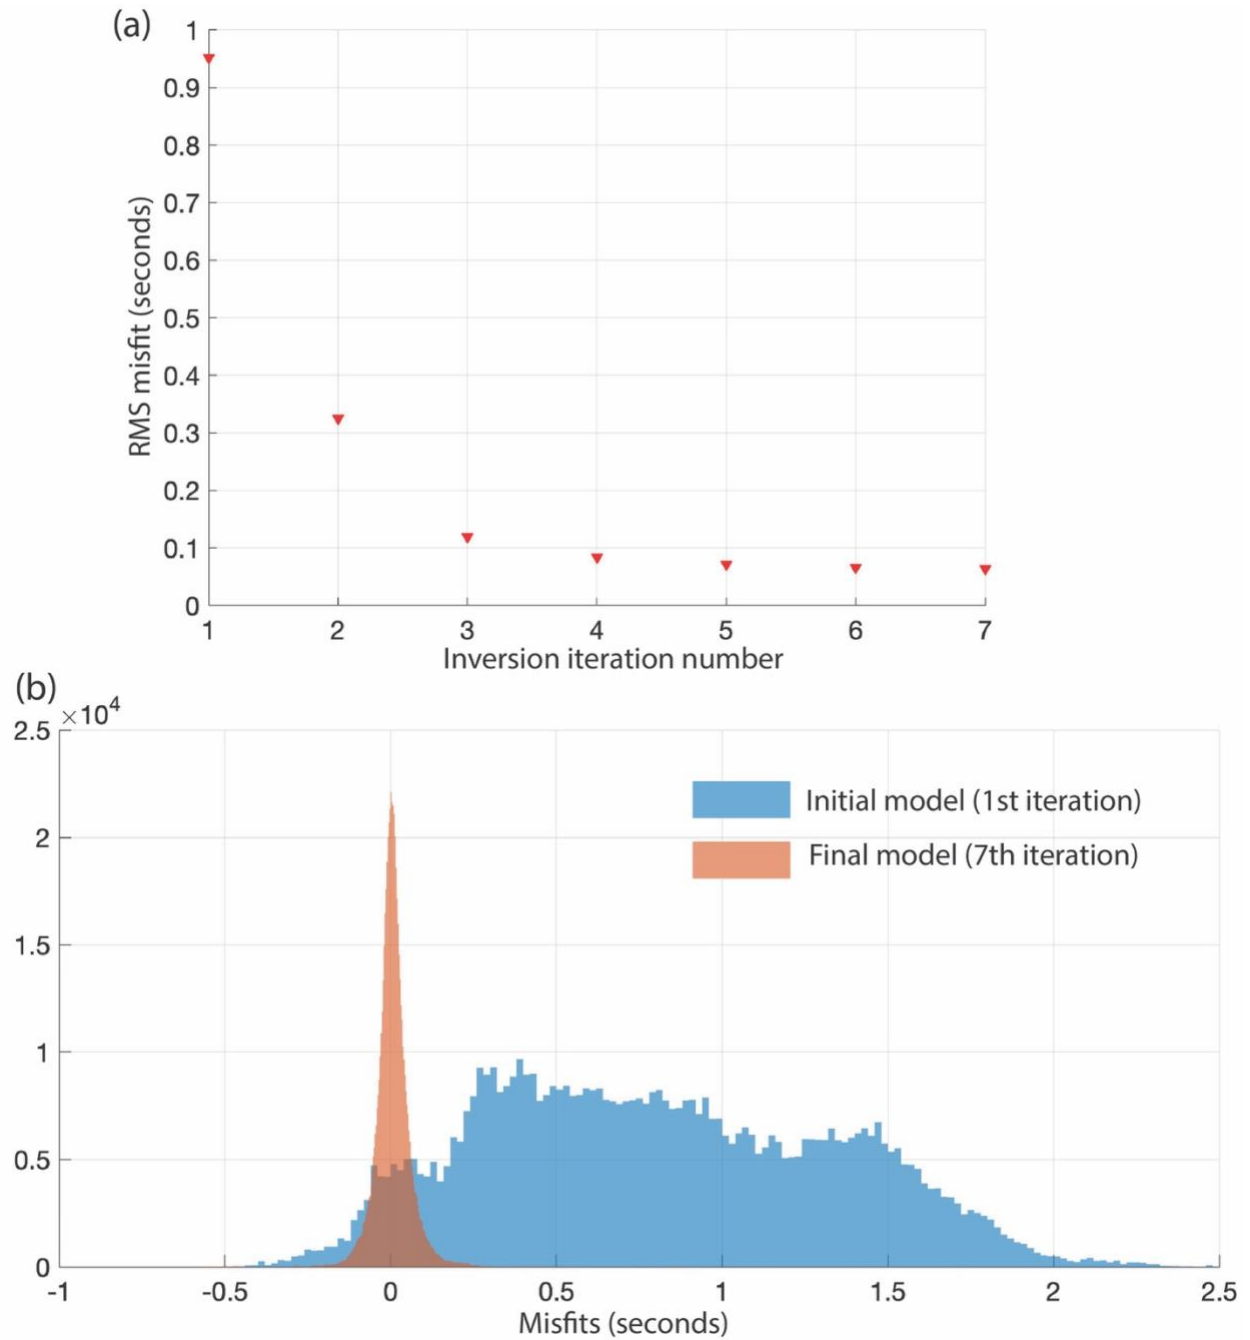 (a)
1
0.9
0.8
0.7
0.6
0.5
0.4
0.3
0.2
0.1
0
RMS misfit (seconds)
1 2 3 4 5 6 7
Inversion iteration number
(b)
×10⁴
2.5
2
1.5
1
0.5
0
Initial model (1st iteration)
Final model (7th iteration)
-1 -0.5 0 0.5 1 1.5 2 2.5
Misfits (seconds)